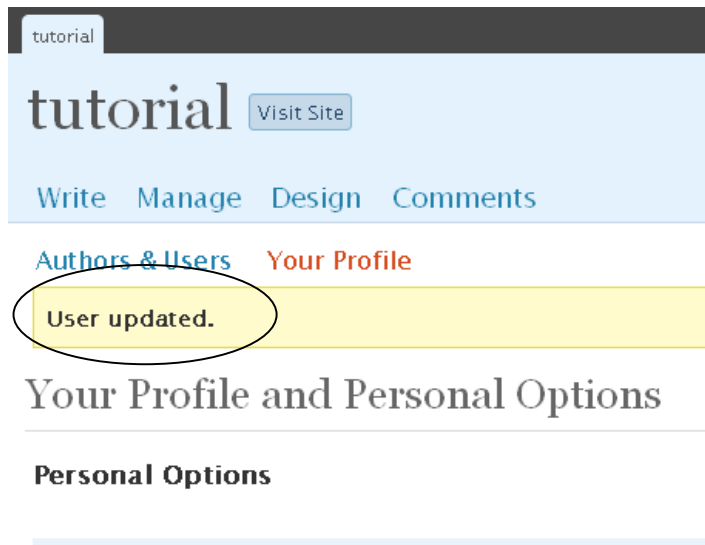 tutorial
tutorial Visit Site
Write Manage Design Comments
Authors & Users Your Profile
User updated.
Your Profile and Personal Options
Personal Options